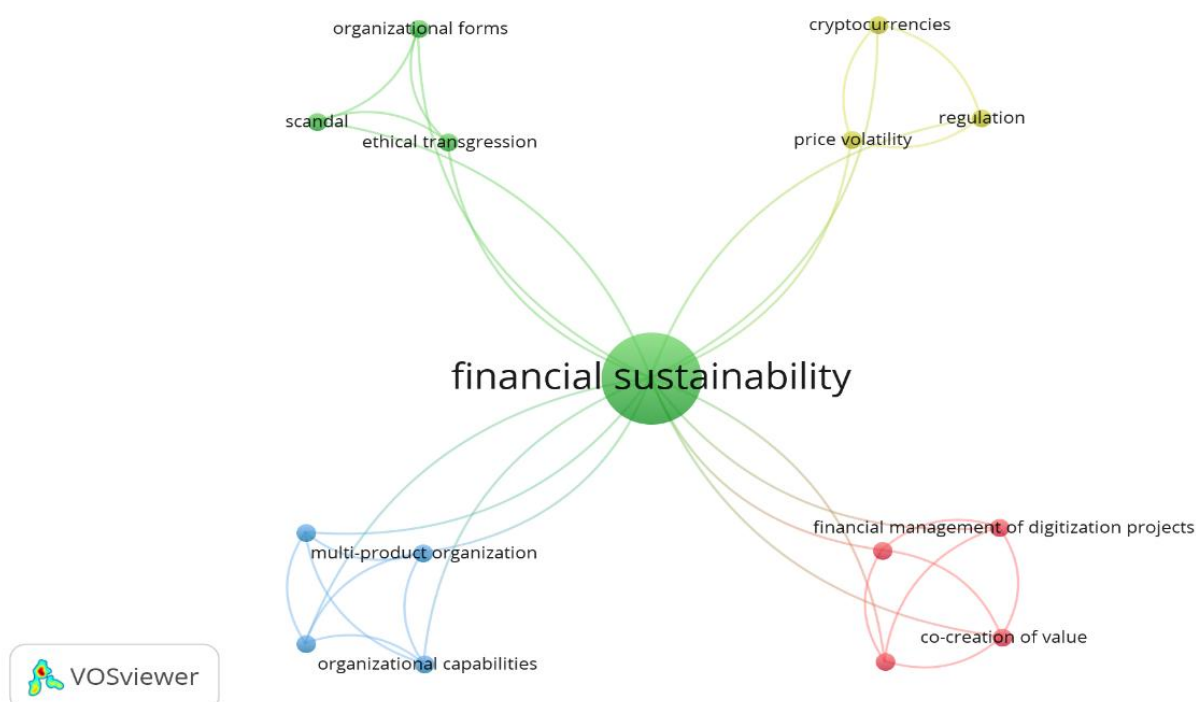 organizational forms
cryptocurrencies
scandal
regulation
ethical transgression
price volatility
financial sustainability
financial management of digitization projects
multi-product organization
co-creation of value
organizational capabilities
VOSviewer